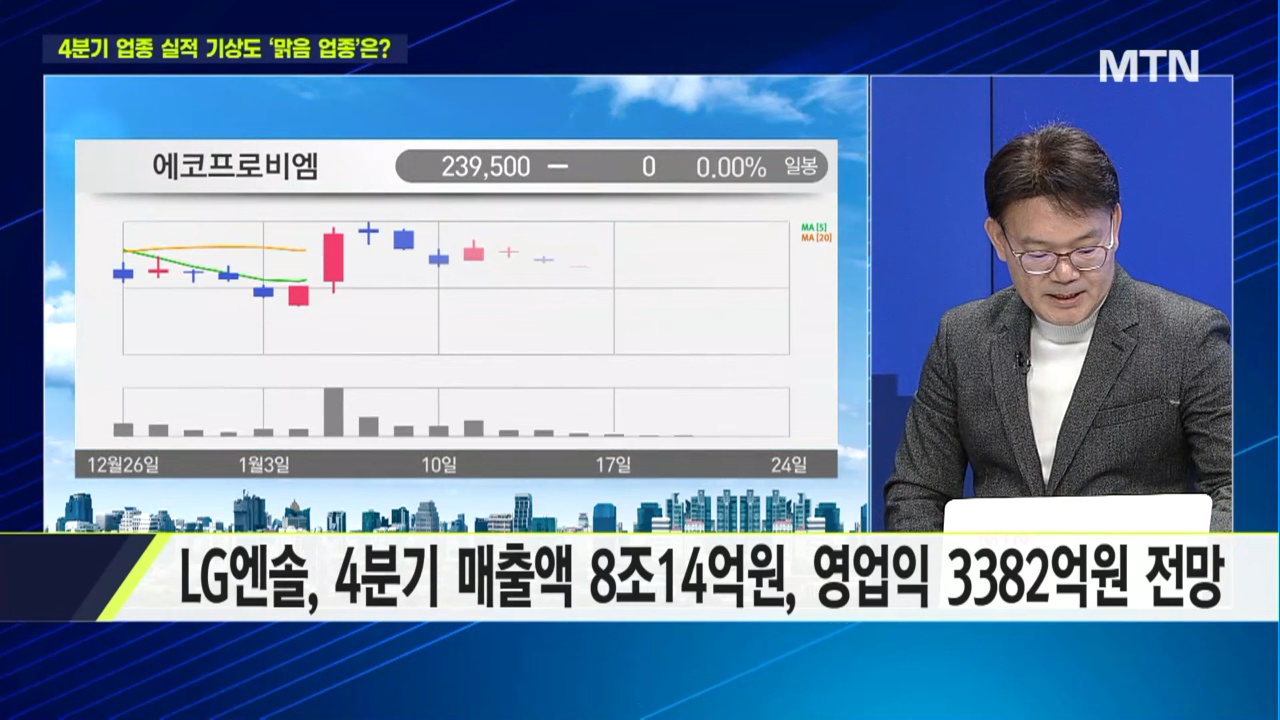 4분기 업종 실적 기상도 ‘맑음 업종’은?
MTN
에코프로비엠 239,500 – 0 0.00% 일봉
MA [5]
MA [20]
12월26일 1월3일 10일 17일 24일
LG엔솔, 4분기 매출액 8조14억원, 영업익 3382억원 전망